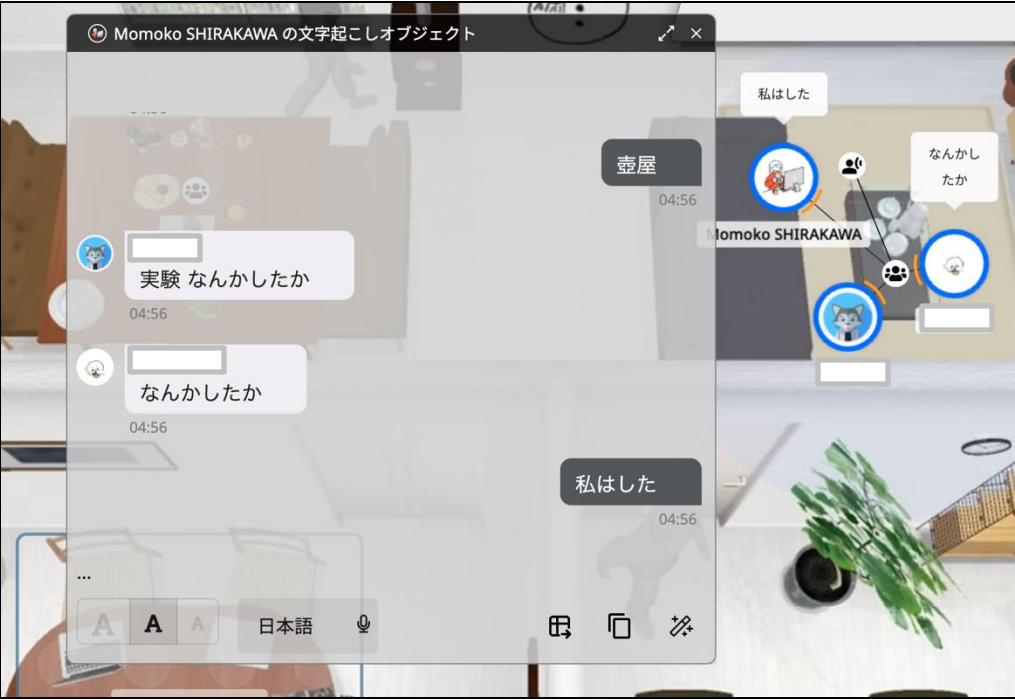 Momoko SHIRAKAWA の文字起こしオブジェクト
壺屋
04:56
実験 なんかしたか
04:56
なんかしたか
04:56
私はした
04:56
...
A A A
日本語
私はした
なんかし
たか
Momoko SHIRAKAWA